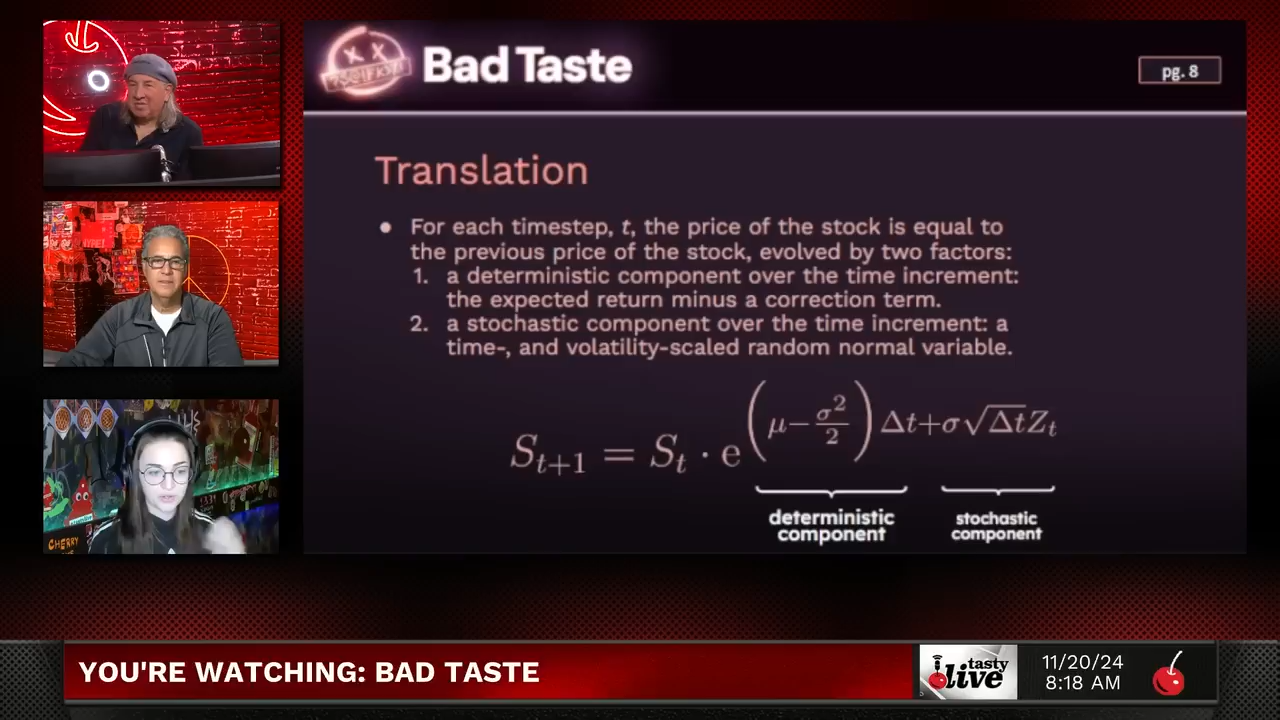 Bad Taste
pg. 8
Translation
• For each timestep, t, the price of the stock is equal to
the previous price of the stock, evolved by two factors:
1. a deterministic component over the time increment:
the expected return minus a correction term.
2. a stochastic component over the time increment: a
time-, and volatility-scaled random normal variable.
S_{t+1} = S_t · e^{(μ−σ²/2)Δt+σ√Δt Z_t}
deterministic
component
stochastic
component
CHERRY
YOU'RE WATCHING: BAD TASTE
tasty
live
11/20/24
8:18 AM